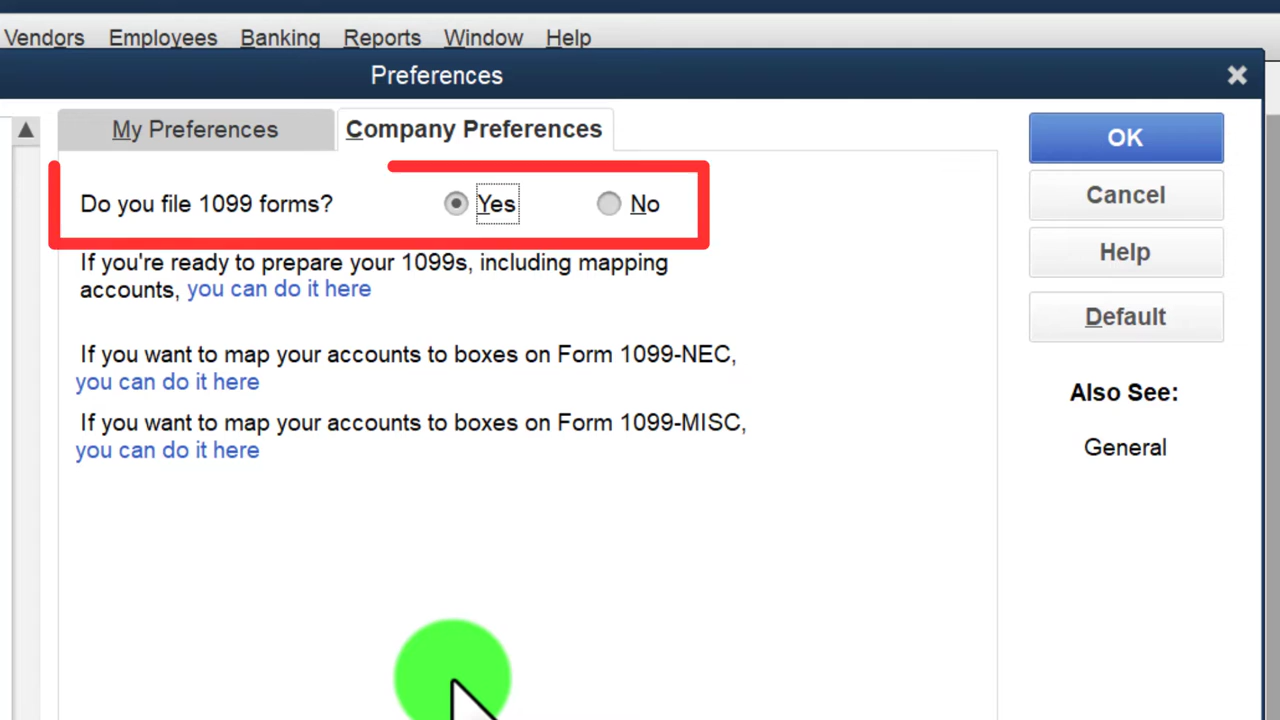 Vendors Employees Banking Reports Window Help
Preferences
My Preferences Company Preferences
OK
Do you file 1099 forms? Yes No
Cancel
Help
If you're ready to prepare your 1099s, including mapping
accounts, you can do it here
Default
If you want to map your accounts to boxes on Form 1099-NEC,
you can do it here
Also See:
If you want to map your accounts to boxes on Form 1099-MISC,
you can do it here
General